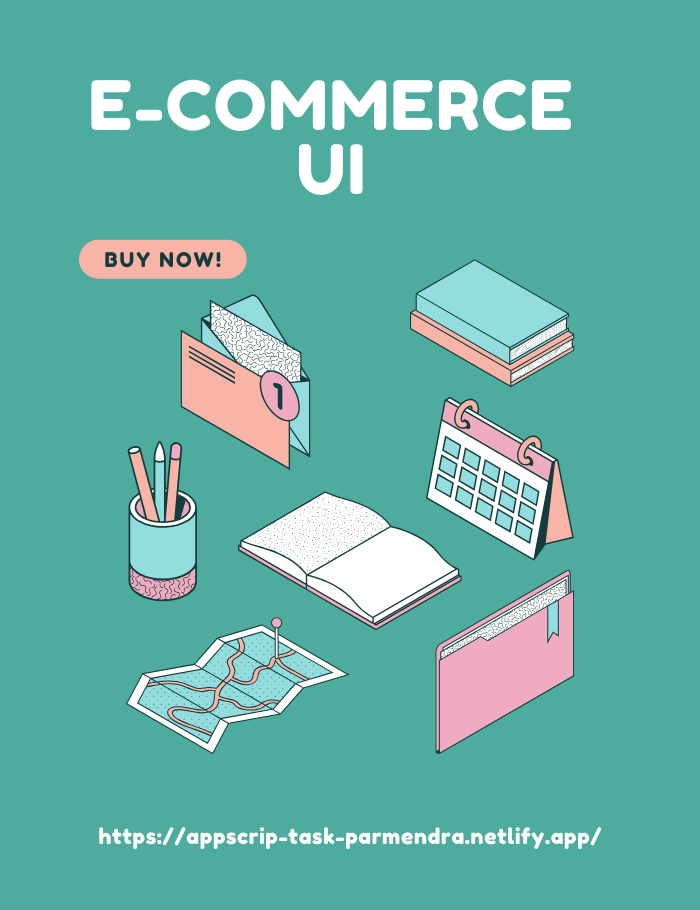 E-COMMERCE
UI
BUY NOW!
1
https://appscrip-task-parmendra.netlify.app/